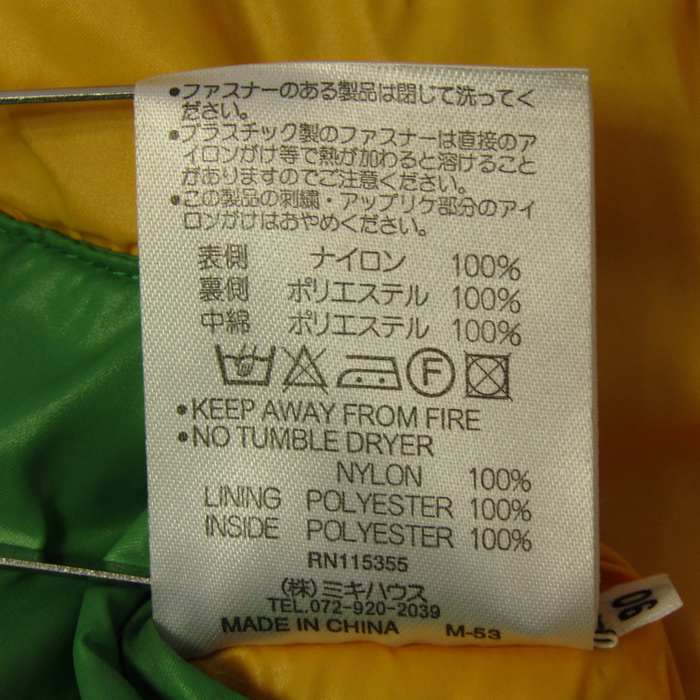 •ファスナーのある製品は閉じて洗ってく
ださい。
•プラスチック製のファスナーは直接のア
イロンがけ等で熱が加わると溶けること
がありますのでご注意ください。
•この製品の刺繍・アップリケ部分のアイ
ロンがけはおやめください。
表側 ナイロン 100%
裏側 ポリエステル 100%
中綿 ポリエステル 100%
F
•KEEP AWAY FROM FIRE
•NO TUMBLE DRYER
NYLON 100%
LINING POLYESTER 100%
INSIDE POLYESTER 100%
RN115355
(株)ミキハウス
TEL.072-920-2039
MADE IN CHINA M-53
06